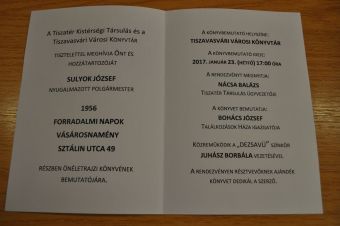 A Tiszatér Kistérségi Társulás és a
Tiszavasvári Városi Könyvtár
tisztelettel meghívja Önt és
hozzátartozóját
SULYOK JÓZSEF
nyugalmazott polgármester
1956
FORRADALMI NAPOK
VÁSÁROSNAMÉNY
SZTÁLIN UTCA 49
részben önéletrajzi könyvének
bemutatójára.
A könyvbemutató helyszíne:
Tiszavasvári Városi Könyvtár
A könyvbemutató ideje:
2017. január 23. (hétfő) 17:00 óra
A rendezvényt megnyitja:
Nácsa Balázs
Tiszatér Társulás ügyvezetője
A könyvet bemutatja:
Bohács József
Találkozások Háza igazgatója
Közreműködik a „Dezsavü” színkör
Juhász Borbála vezetésével.
A rendezvényen résztvevőknek ajándék
könyvet dedikál a szerző.